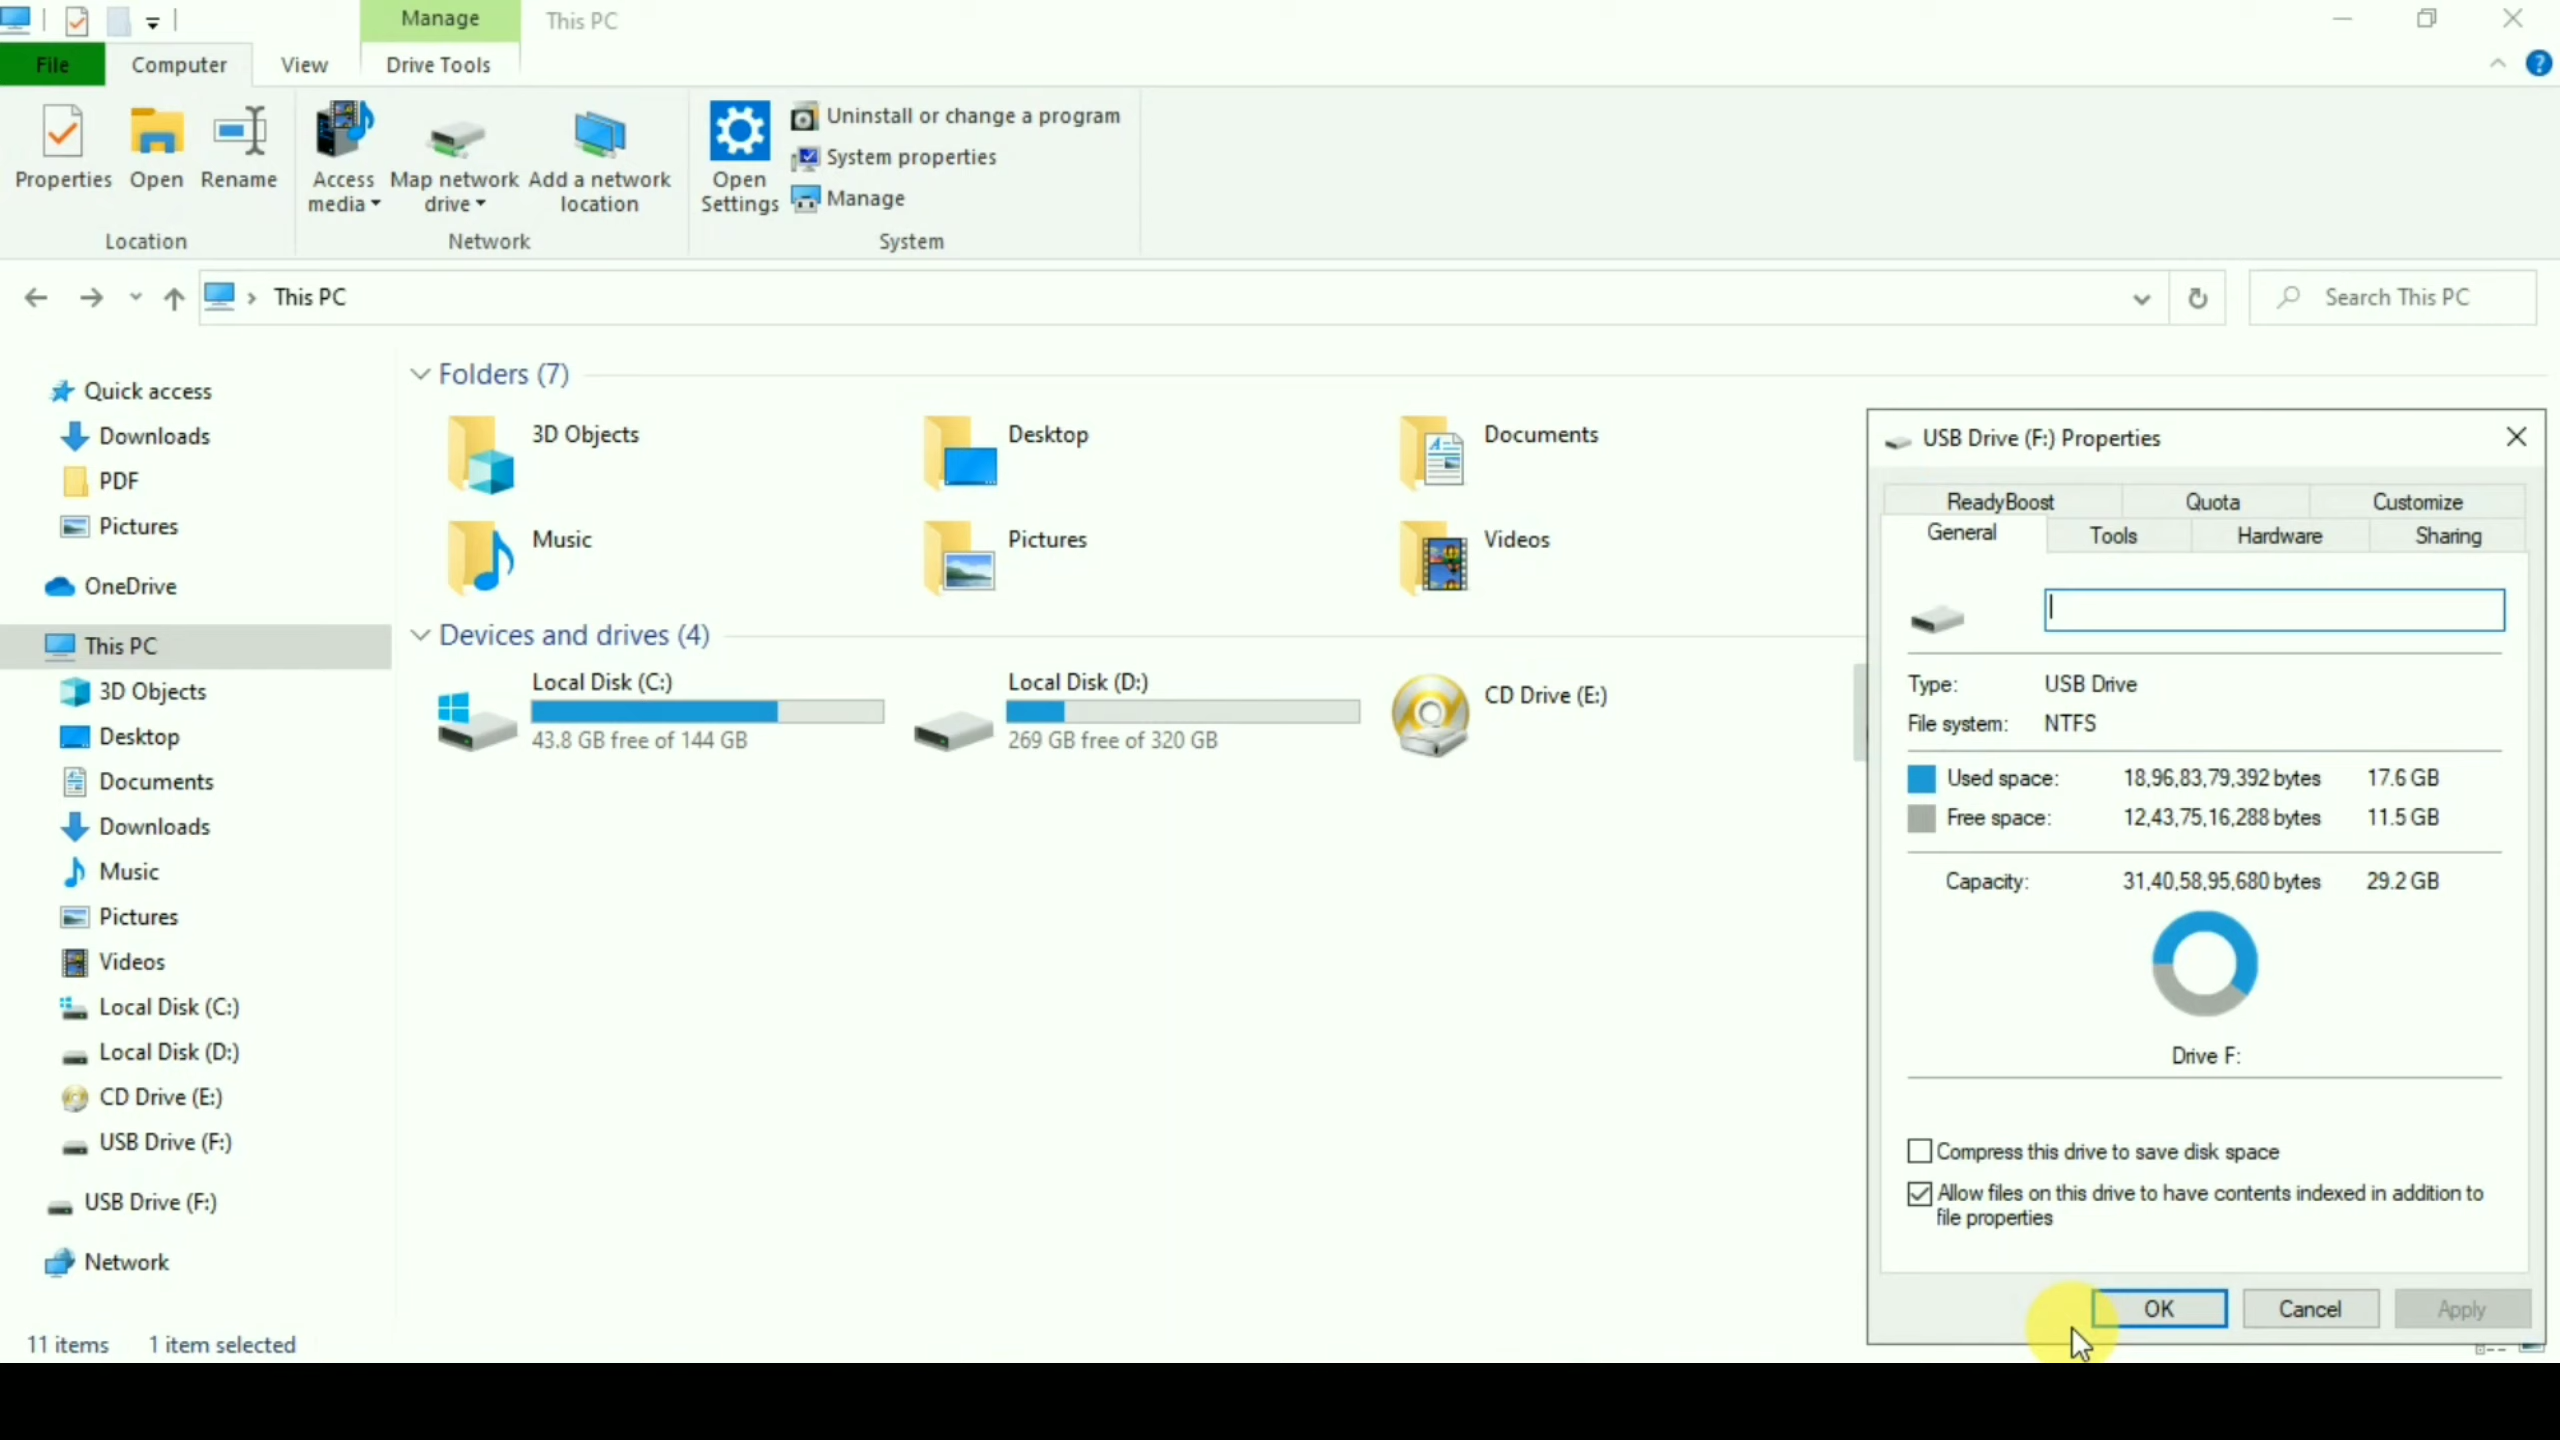 Manage
This PC
File
Computer
View
Drive Tools
Properties
Open
Rename
Access media
Map network drive
Add a network location
Open Settings
Uninstall or change a program
System properties
Manage
Location
Network
System
This PC
Search This PC
Quick access
Downloads
PDF
Pictures
OneDrive
This PC
3D Objects
Desktop
Documents
Downloads
Music
Pictures
Videos
Local Disk (C:)
Local Disk (D:)
CD Drive (E:)
USB Drive (F:)
USB Drive (F:)
Network
Folders (7)
3D Objects
Desktop
Documents
Music
Pictures
Videos
Devices and drives (4)
Local Disk (C:)
43.8 GB free of 144 GB
Local Disk (D:)
269 GB free of 320 GB
CD Drive (E:)
USB Drive (F:) Properties
ReadyBoost
Quota
Customize
General
Tools
Hardware
Sharing
Type: USB Drive
File system: NTFS
Used space: 18,96,83,79,392 bytes 17.6 GB
Free space: 12,43,75,16,288 bytes 11.5 GB
Capacity: 31,40,58,95,680 bytes 29.2 GB
Drive F:
Compress this drive to save disk space
Allow files on this drive to have contents indexed in addition to
file properties
OK
Cancel
Apply
11 items
1 item selected